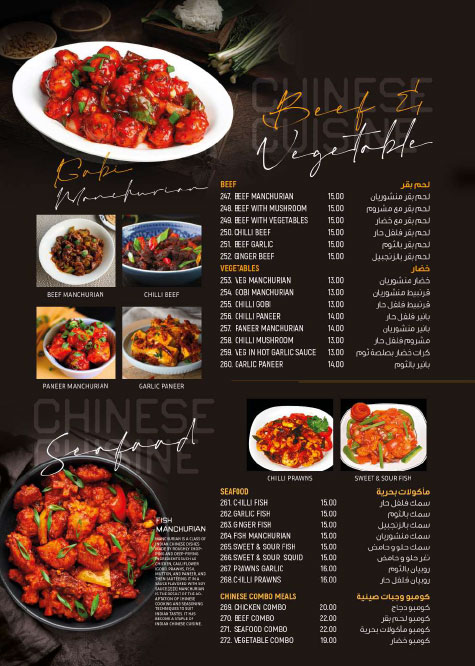 CHINESE
CUISINE
Beef &
Vegetable
Gobi
Manchurian
BEEF لحم بقر
247. BEEF MANCHURIAN 15.00 لحم بقر منشوريان
248. BEEF WITH MUSHROOM 15.00 لحم بقر مع مشروم
249. BEEF WITH VEGETABLES 15.00 لحم بقر مع خضار
250. CHILLI BEEF 15.00 لحم بقر فلفل حار
251. BEEF GARLIC 15.00 لحم بقر بالثوم
252. GINGER BEEF 15.00 لحم بقر بالزنجبيل
VEGETABLES خضار
253. VEG MANCHURIAN 13.00 خضار منشوريان
254. GOBI MANCHURIAN 13.00 قرنبيط منشوريان
255. CHILLI GOBI 13.00 قرنبيط فلفل حار
256. CHILLI PANEER 14.00 بانير فلفل حار
257. PANEER MANCHURIAN 14.00 بانير منشوريان
258. CHILLI MUSHROOM 13.00 مشروم فلفل حار
259. VEG IN HOT GARLIC SAUCE 13.00 كرات خضار بصلصة ثوم
260. GARLIC PANEER 14.00 بانير بالثوم
BEEF MANCHURIAN
CHILLI BEEF
PANEER MANCHURIAN
GARLIC PANEER
CHINESE
CUISINE
Seafood
CHILLI PRAWNS
SWEET & SOUR FISH
FISH
MANCHURIAN
MANCHURIAN IS A CLASS OF
INDIAN CHINESE DISHES
MADE BY ROUGHLY CHOP-
PING AND DEEP-FRYING
INGREDIENTS SUCH AS
CHICKEN, CAULIFLOWER
(GOBI), PRAWNS, FISH,
MUTTON, AND PANEER, AND
THEN SAUTEEING IT IN A
SAUCE FLAVORED WITH SOY
SAUCE. MANCHURIAN
IS THE RESULT OF THE AD-
APTATION OF CHINESE
COOKING AND SEASONING
TECHNIQUES TO SUIT
INDIAN TASTES. IT HAS
BECOME A STAPLE OF
INDIAN CHINESE CUISINE.
SEAFOOD مأكولات بحرية
261. CHILLI FISH 15.00 سمك فلفل حار
262. GARLIC FISH 15.00 سمك بالثوم
263. GINGER FISH 15.00 سمك بالزنجبيل
264. FISH MANCHURIAN 15.00 سمك منشوريان
265. SWEET & SOUR FISH 15.00 سمك حلو و حامض
266. SWEET & SOUR SQUID 15.00 حلو و حامض
267. PRAWNS GARLIC 16.00 روبيان بالثوم
268. CHILLI PRAWNS 16.00 روبيان فلفل حار
CHINESE COMBO MEALS كومبو وجبات صينية
269. CHICKEN COMBO 20.00 كومبو دجاج
270. BEEF COMBO 22.00 كومبو لحم بقر
271. SEAFOOD COMBO 22.00 كومبو مأكولات بحرية
272. VEGETABLE COMBO 19.00 كومبو خضار